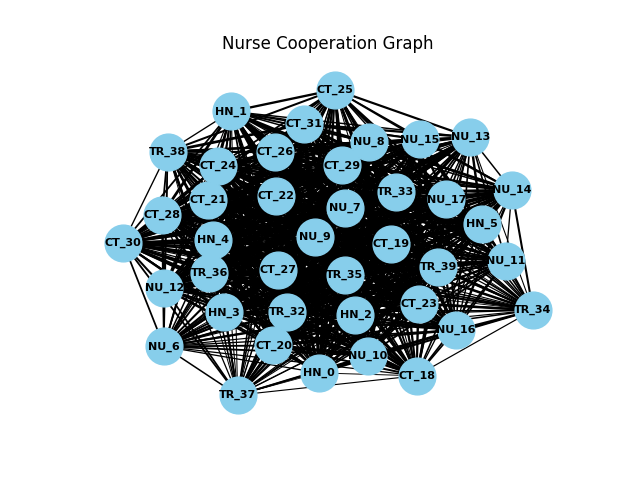 Nurse Cooperation Graph
CT_25
HN_1
CT_31
NU_15
NU_13
NU_8
TR_38
CT_26
CT_24
CT_29
NU_14
TR_33
CT_22
NU_17
CT_21
NU_7
CT_28
HN_5
NU_9
HN_4
CT_30
CT_19
NU_11
TR_39
CT_27
TR_36
TR_35
NU_12
CT_23
TR_34
HN_3
TR_32
HN_2
NU_16
NU_6
CT_20
NU_10
HN_0
CT_18
TR_37